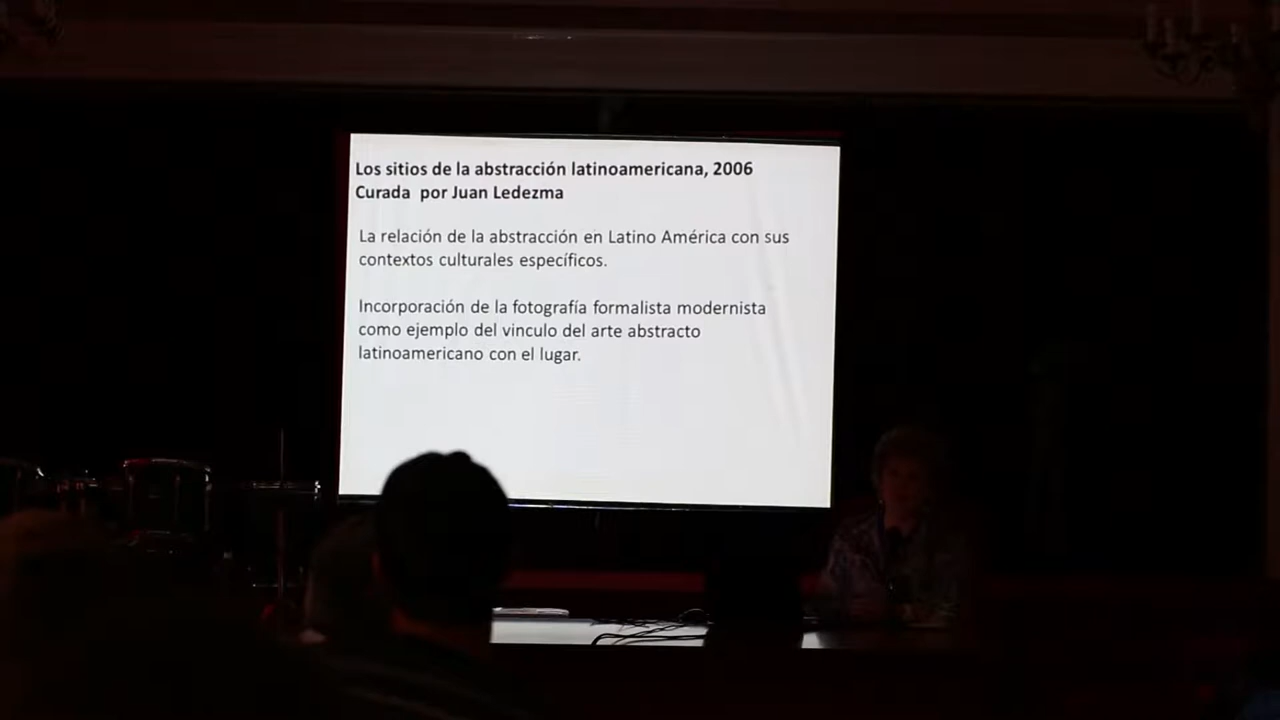 Los sitios de la abstracción latinoamericana, 2006
Curada por Juan Ledezma
La relación de la abstracción en Latino América con sus
contextos culturales específicos.
Incorporación de la fotografía formalista modernista
como ejemplo del vinculo del arte abstracto
latinoamericano con el lugar.